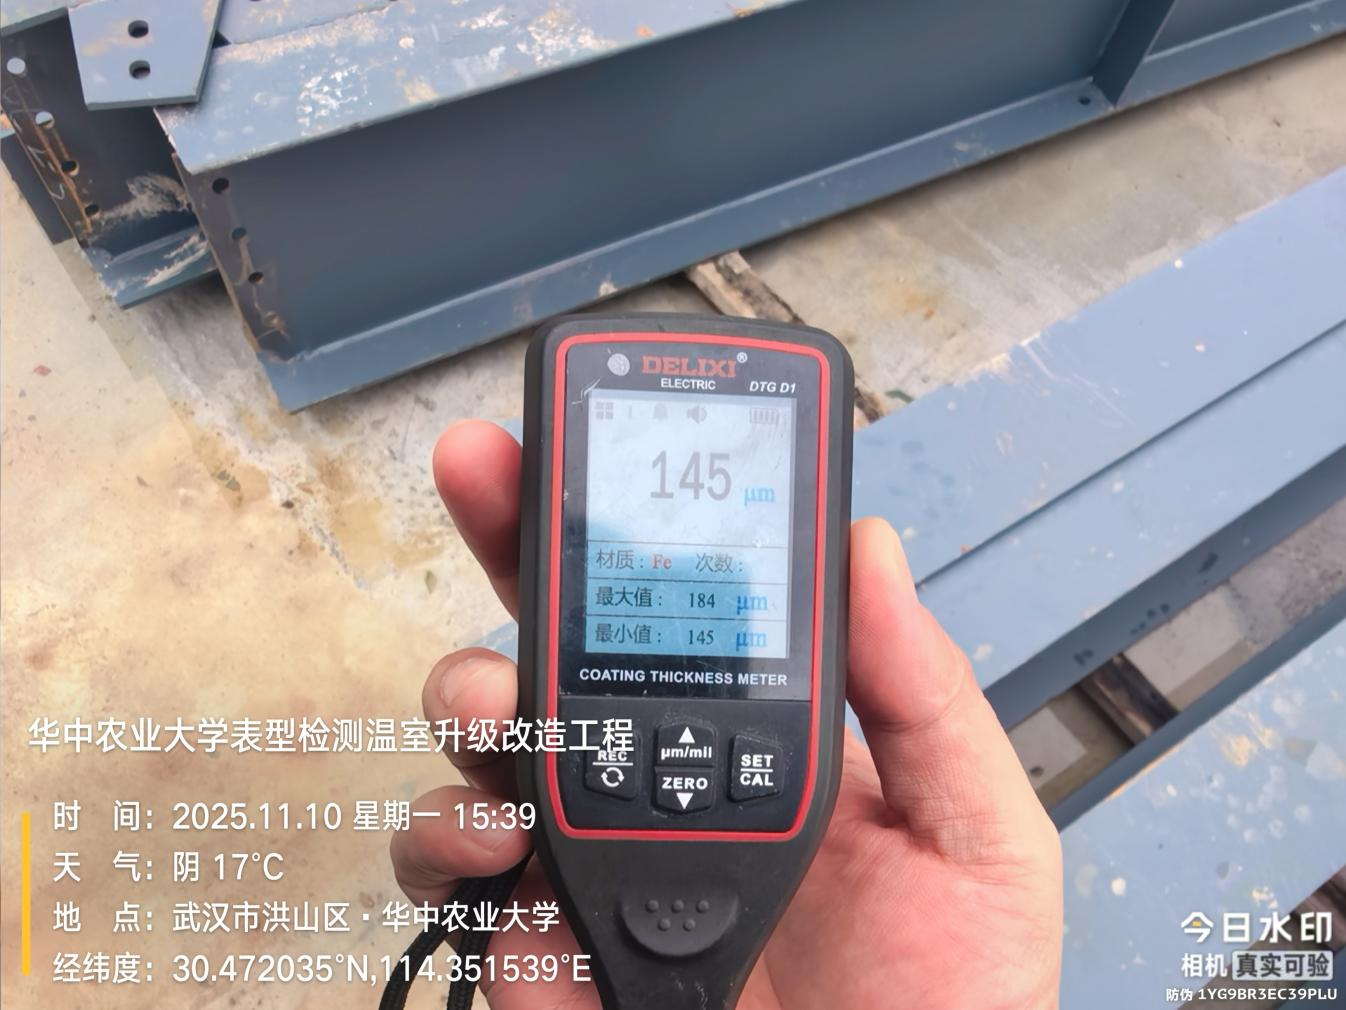 DELIXI®
ELECTRIC DTG D1
145 μm
材质：Fe 次数：
最大值： 184 μm
最小值： 145 μm
COATING THICKNESS METER
REC
μm/mil
ZERO
SET
CAL
华中农业大学表型检测温室升级改造工程
时 间：2025.11.10 星期一 15:39
天 气：阴 17°C
地 点：武汉市洪山区·华中农业大学
经纬度：30.472035°N,114.351539°E
今日水印
相机 真实可验
防伪 1YG9BR3EC39PLU